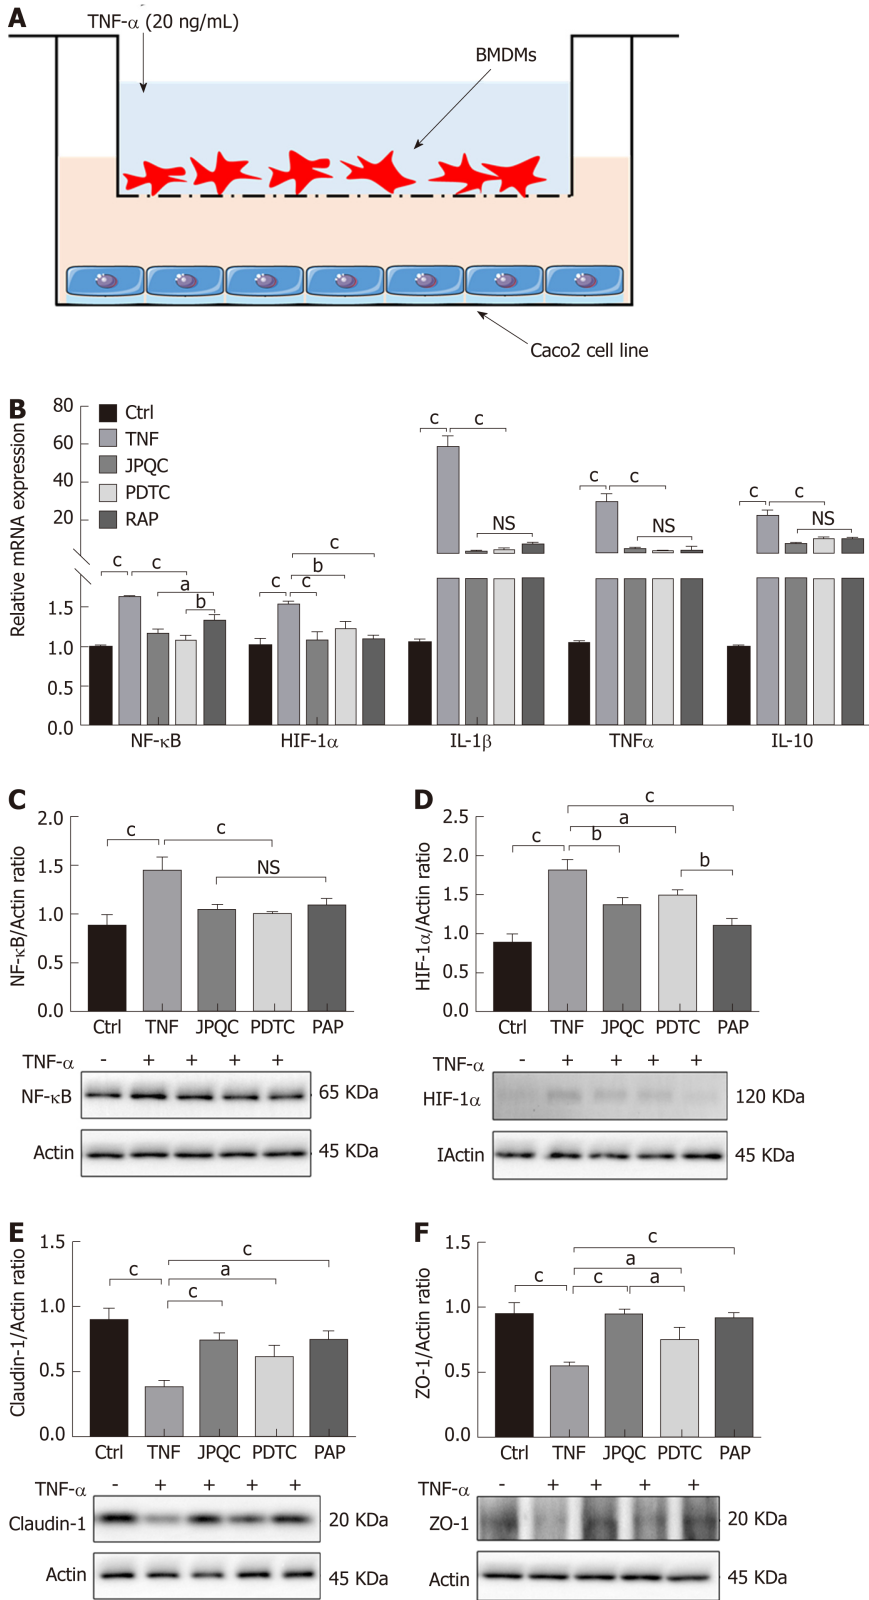 A
TNF-α (20 ng/mL)
BMDMs
Caco2 cell line
B
Relative mRNA expression
80
60
40
20
1.5
1.0
0.5
0.0
Ctrl
TNF
JPQC
PDTC
RAP
c c a b
c c b c
c c NS
c c NS
c c NS
NF-κB HIF-1α IL-1β TNFα IL-10
C
NF-κB/Actin ratio
2.0
1.5
1.0
0.5
0.0
c c NS
Ctrl TNF JPQC PDTC PAP
TNF-α - + + + +
NF-κB 65 KDa
Actin 45 KDa
D
HIF-1α/Actin ratio
2.5
2.0
1.5
1.0
0.5
0.0
c
a
c b
b
Ctrl TNF JPQC PDTC PAP
TNF-α - + + + +
HIF-1α 120 KDa
IActin 45 KDa
E
Claudin-1/Actin ratio
1.5
1.0
0.5
0.0
c
c a
c
Ctrl TNF JPQC PDTC PAP
TNF-α - + + + +
Claudin-1 20 KDa
Actin 45 KDa
F
ZO-1/Actin ratio
1.5
1.0
0.5
0.0
c
a
c c a
Ctrl TNF JPQC PDTC PAP
TNF-α - + + + +
ZO-1 20 KDa
Actin 45 KDa